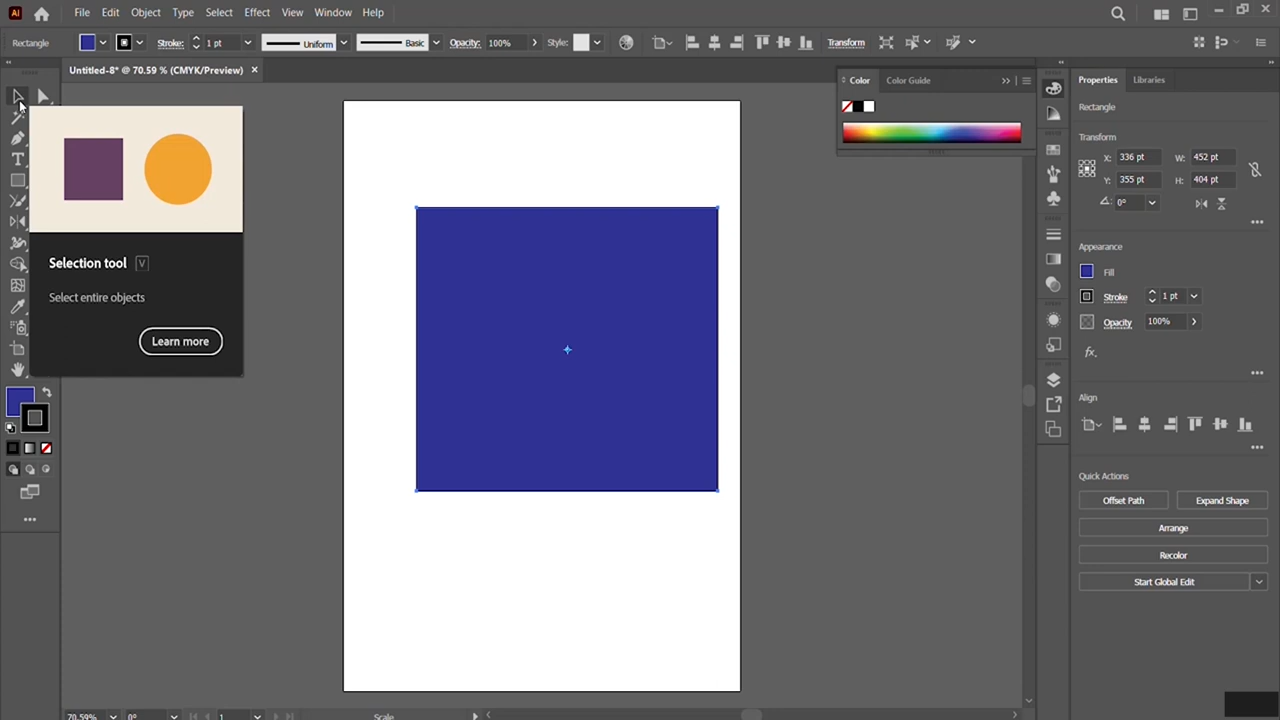 Ai File Edit Object Type Select Effect View Window Help
Rectangle Stroke: 1 pt Uniform Basic Opacity: 100% Style: Transform
Untitled-8* @ 70.59 % (CMYK/Preview) ×
Color Color Guide
Properties Libraries
Rectangle
Transform
X: 336 pt W: 452 pt
Y: 355 pt H: 404 pt
0°
Appearance
Fill
Stroke 1 pt
Opacity 100%
fx.
Align
Quick Actions
Offset Path Expand Shape
Arrange
Recolor
Start Global Edit
T
Selection tool V
Select entire objects
Learn more
70.59% 0° 1 Scale